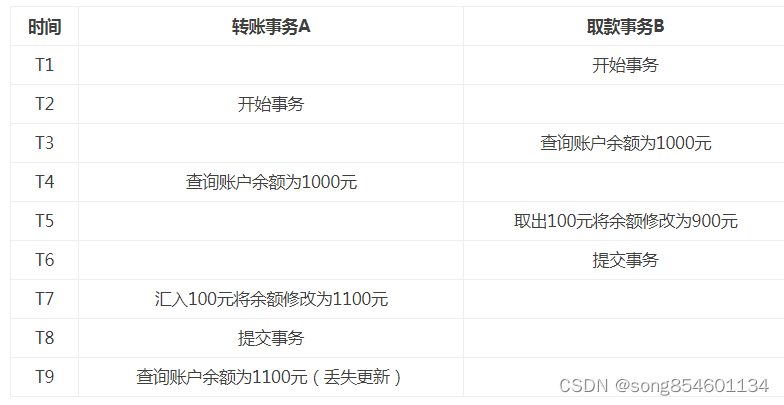 时间 转账事务A 取款事务B
T1 开始事务
T2 开始事务
T3 查询账户余额为1000元
T4 查询账户余额为1000元
T5 取出100元将余额修改为900元
T6 提交事务
T7 汇入100元将余额修改为1100元
T8 提交事务
T9 查询账户余额为1100元（丢失更新）
CSDN @song854601134